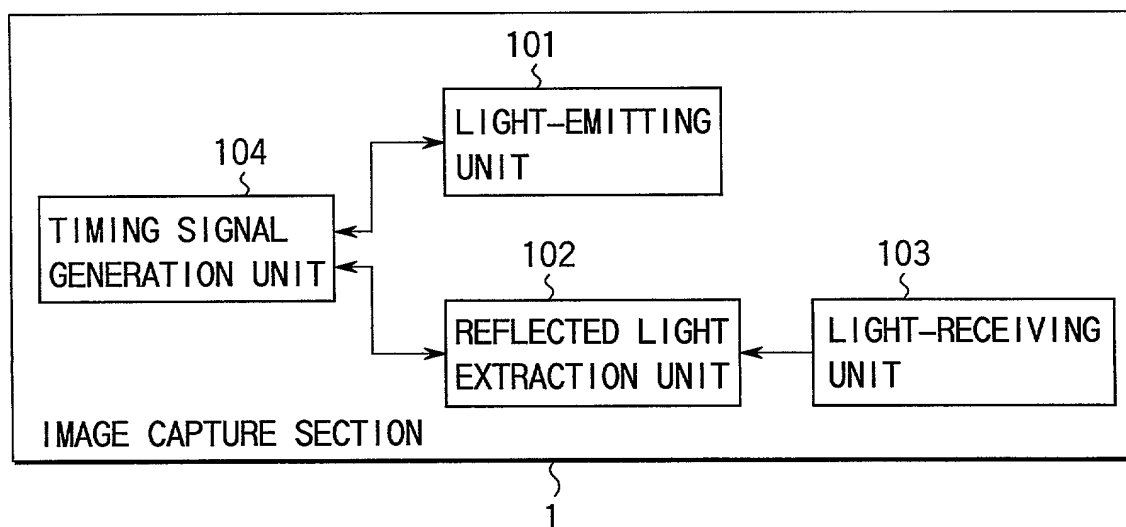 101
LIGHT-EMITTING
UNIT
104
TIMING SIGNAL
GENERATION UNIT
102
REFLECTED LIGHT
EXTRACTION UNIT
103
LIGHT-RECEIVING
UNIT
IMAGE CAPTURE SECTION
1